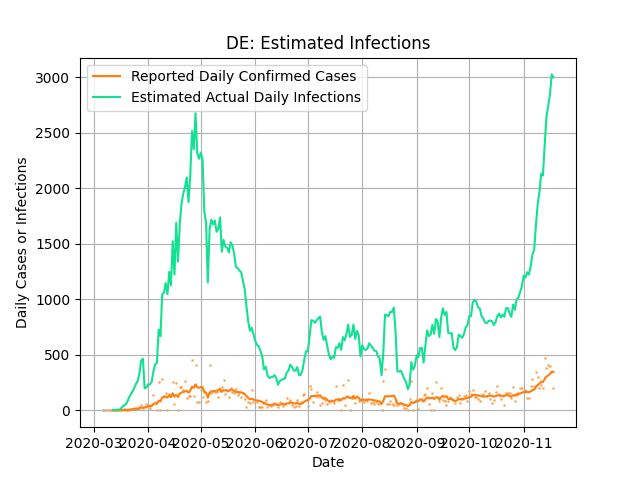 DE: Estimated Infections
Reported Daily Confirmed Cases
Estimated Actual Daily Infections
Daily Cases or Infections
3000
2500
2000
1500
1000
500
0
2020-03 2020-04 2020-05 2020-06 2020-07 2020-08 2020-09 2020-10 2020-11
Date